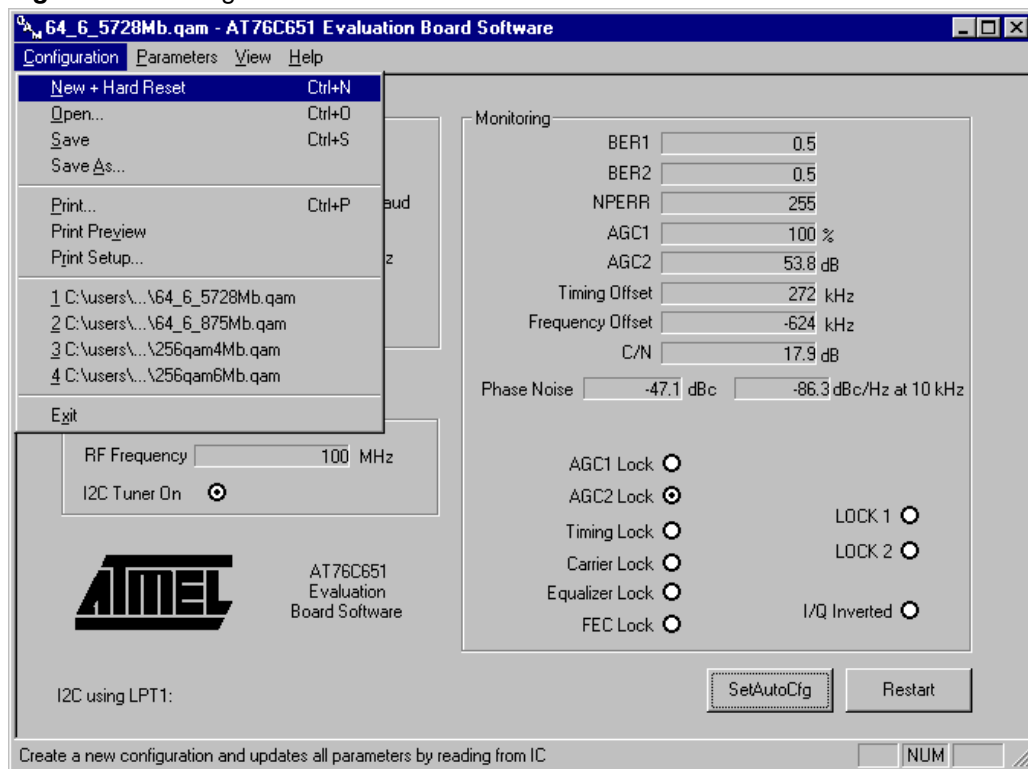 64_6_5728Mb.qam - AT76C651 Evaluation Board Software
Configuration Parameters View Help
New + Hard Reset Ctrl+N
Open... Ctrl+O
Save Ctrl+S
Save As...
Print... Ctrl+P
Print Preview
Print Setup...
1 C:\users\...\64_6_5728Mb.qam
2 C:\users\...\64_6_875Mb.qam
3 C:\users\...\256qam4Mb.qam
4 C:\users\...\256qam6Mb.qam
Exit
aud
z
RF Frequency 100 MHz
I2C Tuner On
ATMEL
AT76C651
Evaluation
Board Software
I2C using LPT1:
Monitoring
BER1 0.5
BER2 0.5
NPERR 255
AGC1 100 %
AGC2 53.8 dB
Timing Offset 272 kHz
Frequency Offset -624 kHz
C/N 17.9 dB
Phase Noise -47.1 dBc -86.3 dBc/Hz at 10 kHz
AGC1 Lock
AGC2 Lock
Timing Lock
Carrier Lock
Equalizer Lock
FEC Lock
LOCK 1
LOCK 2
I/Q Inverted
SetAutoCfg Restart
Create a new configuration and updates all parameters by reading from IC NUM